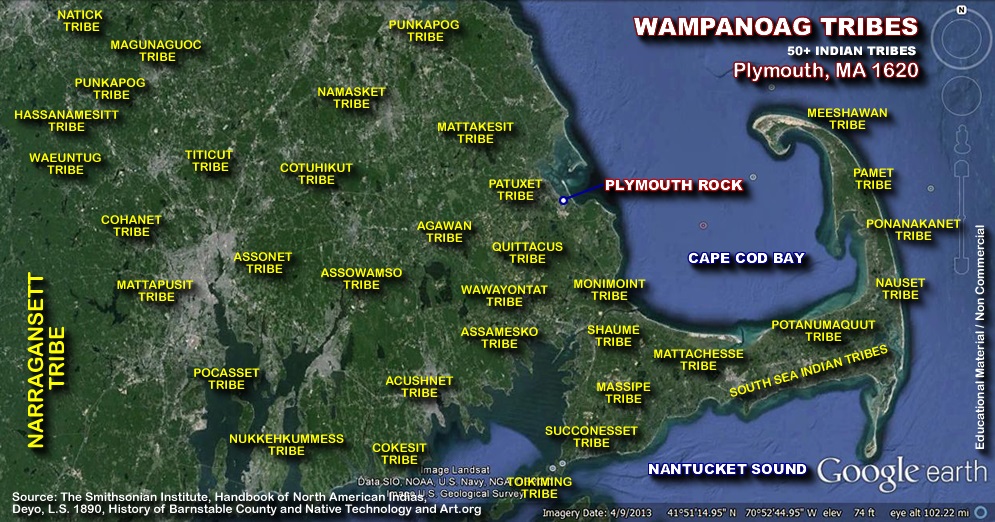 WAMPANOAG TRIBES
50+ INDIAN TRIBES
Plymouth, MA 1620
N
NATICK
TRIBE
PUNKAPOG
TRIBE
MAGUNAGUOC
TRIBE
PUNKAPOG
TRIBE
NAMASKET
TRIBE
HASSANAMESITT
TRIBE
MEESHAWAN
TRIBE
MATTAKESIT
TRIBE
WAEUNTUG
TRIBE
TITICUT
TRIBE
COTUHIKUT
TRIBE
PATUXET
TRIBE
PLYMOUTH ROCK
PAMET
TRIBE
COHANET
TRIBE
AGAWAN
TRIBE
PONANAKANET
TRIBE
QUITTACUS
TRIBE
CAPE COD BAY
ASSONET
TRIBE
ASSOWAMSO
TRIBE
MATTAPUSIT
TRIBE
WAWAYONTAT
TRIBE
MONIMOINT
TRIBE
NAUSET
TRIBE
NARRAGANSETT
TRIBE
ASSAMESKO
TRIBE
SHAUME
TRIBE
POTANUMAQUUT
TRIBE
MATTACHESSE
TRIBE
SOUTH SEA INDIAN TRIBES
POCASSET
TRIBE
ACUSHNET
TRIBE
MASSIPE
TRIBE
NUKKEHKUMMESS
TRIBE
COKESIT
TRIBE
SUCCONESSET
TRIBE
NANTUCKET SOUND
TOIKIMING
TRIBE
Educational Material / Non Commercial
Google earth
Image Landsat
Data SIO, NOAA, U.S. Navy, NGA
Image U.S. Geological Survey
Source: The Smithsonian Institute, Handbook of North American Indias,
Deyo, L.S. 1890, History of Barnstable County and Native Technology and Art.org
Imagery Date: 4/9/2013 41°51'14.95" N 70°52'44.95" W elev 74 ft eye alt 102.22 mi